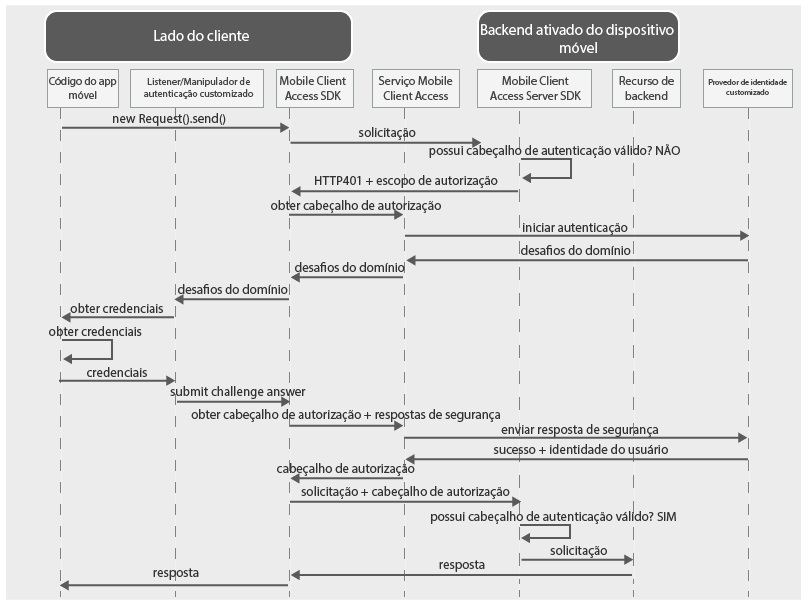 Lado do cliente
Backend ativado do dispositivo
móvel
Código do app
móvel
Listener/Manipulador de
autenticação customizado
Mobile Client
Access SDK
Serviço Mobile
Client Access
Mobile Client
Access Server SDK
Recurso de
backend
Provedor de identidade
customizado
new Request().send()
solicitação
possui cabeçalho de autenticação válido? NÃO
HTTP401 + escopo de autorização
obter cabeçalho de autorização
iniciar autenticação
desafios do domínio
desafios do domínio
desafios do domínio
obter credenciais
obter credenciais
credenciais
submit challenge answer
obter cabeçalho de autorização + respostas de segurança
enviar resposta de segurança
sucesso + identidade do usuário
cabeçalho de autorização
solicitação + cabeçalho de autorização
possui cabeçalho de autenticação válido? SIM
solicitação
resposta
resposta